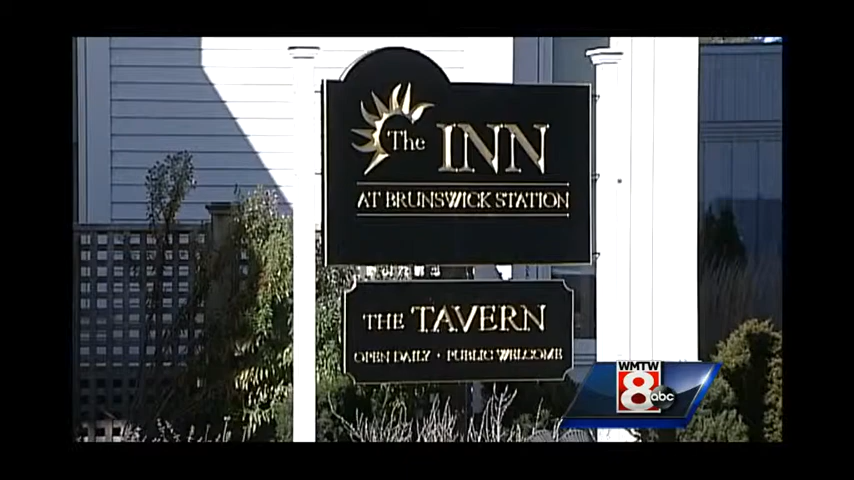 The INN
AT BRUNSWICK STATION
THE TAVERN
OPEN DAILY · PUBLIC WELCOME
WMTW
8 abc